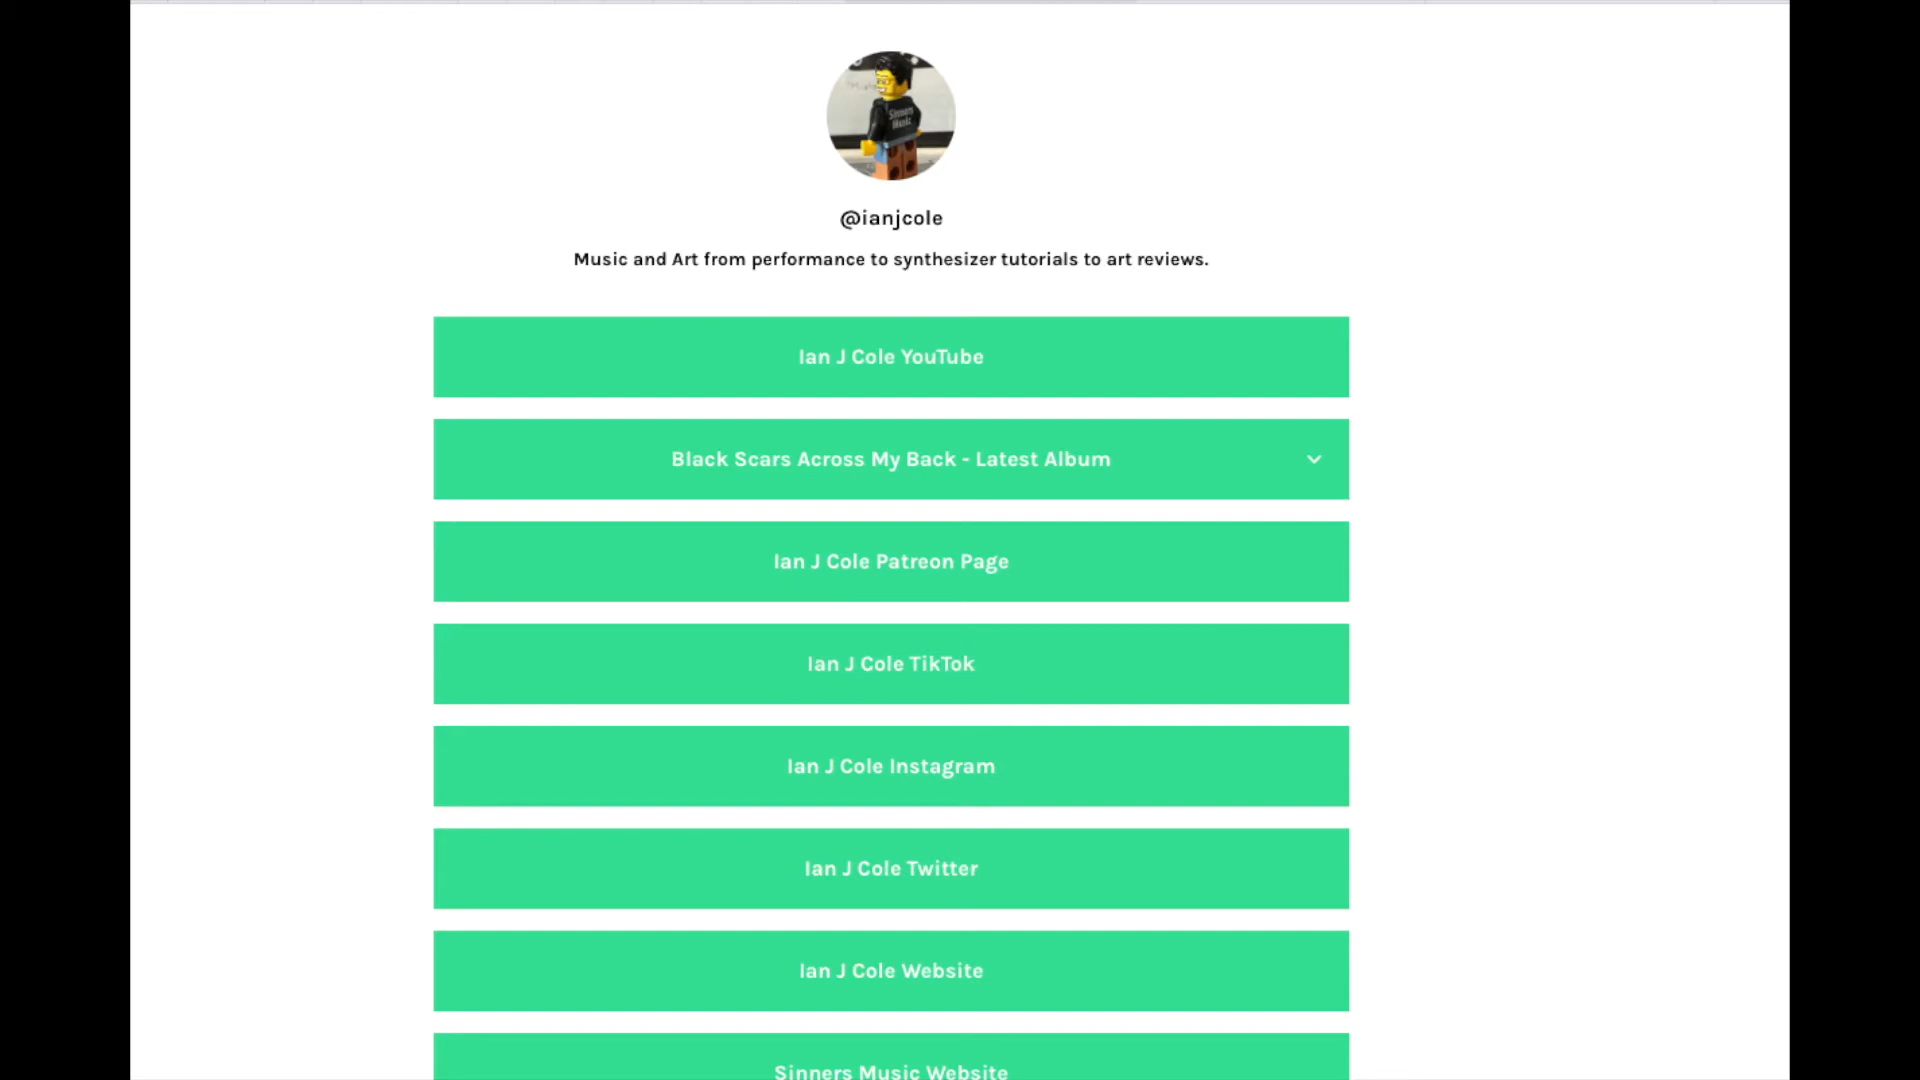 Sinners
Music
@ianjcole
Music and Art from performance to synthesizer tutorials to art reviews.
Ian J Cole YouTube
Black Scars Across My Back - Latest Album
Ian J Cole Patreon Page
Ian J Cole TikTok
Ian J Cole Instagram
Ian J Cole Twitter
Ian J Cole Website
Sinners Music Website